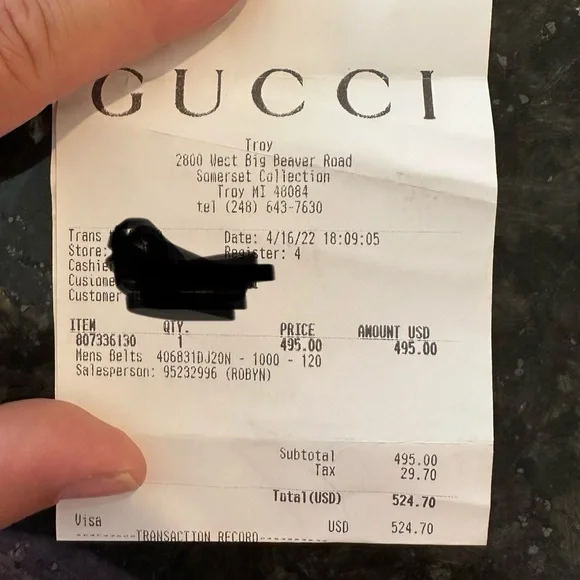 GUCCI
Troy
2800 West Big Beaver Road
Somerset Collection
Troy MI 48084
tel (248) 643-7630
Trans Date: 4/16/22 18:09:05
Store: Register: 4
Cashie
Cusiome
Customer
ITEM QTY. PRICE AMOUNT USD
807336130 1 495.00 495.00
Mens Belts 406831DJ20N - 1000 - 120
Salesperson: 95232996 (ROBYN)
Subtotal 495.00
Tax 29.70
Total(USD) 524.70
Visa USD 524.70
--------TRANSACTION RECORD-----------